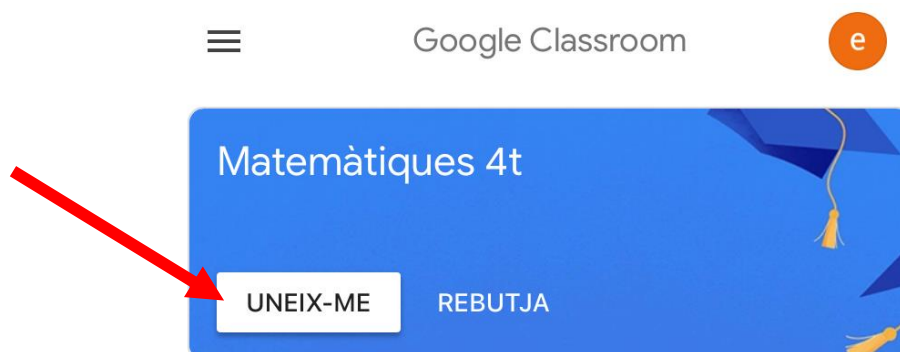 Google Classroom
e
Matemàtiques 4t
UNEIX-ME
REBUTJA